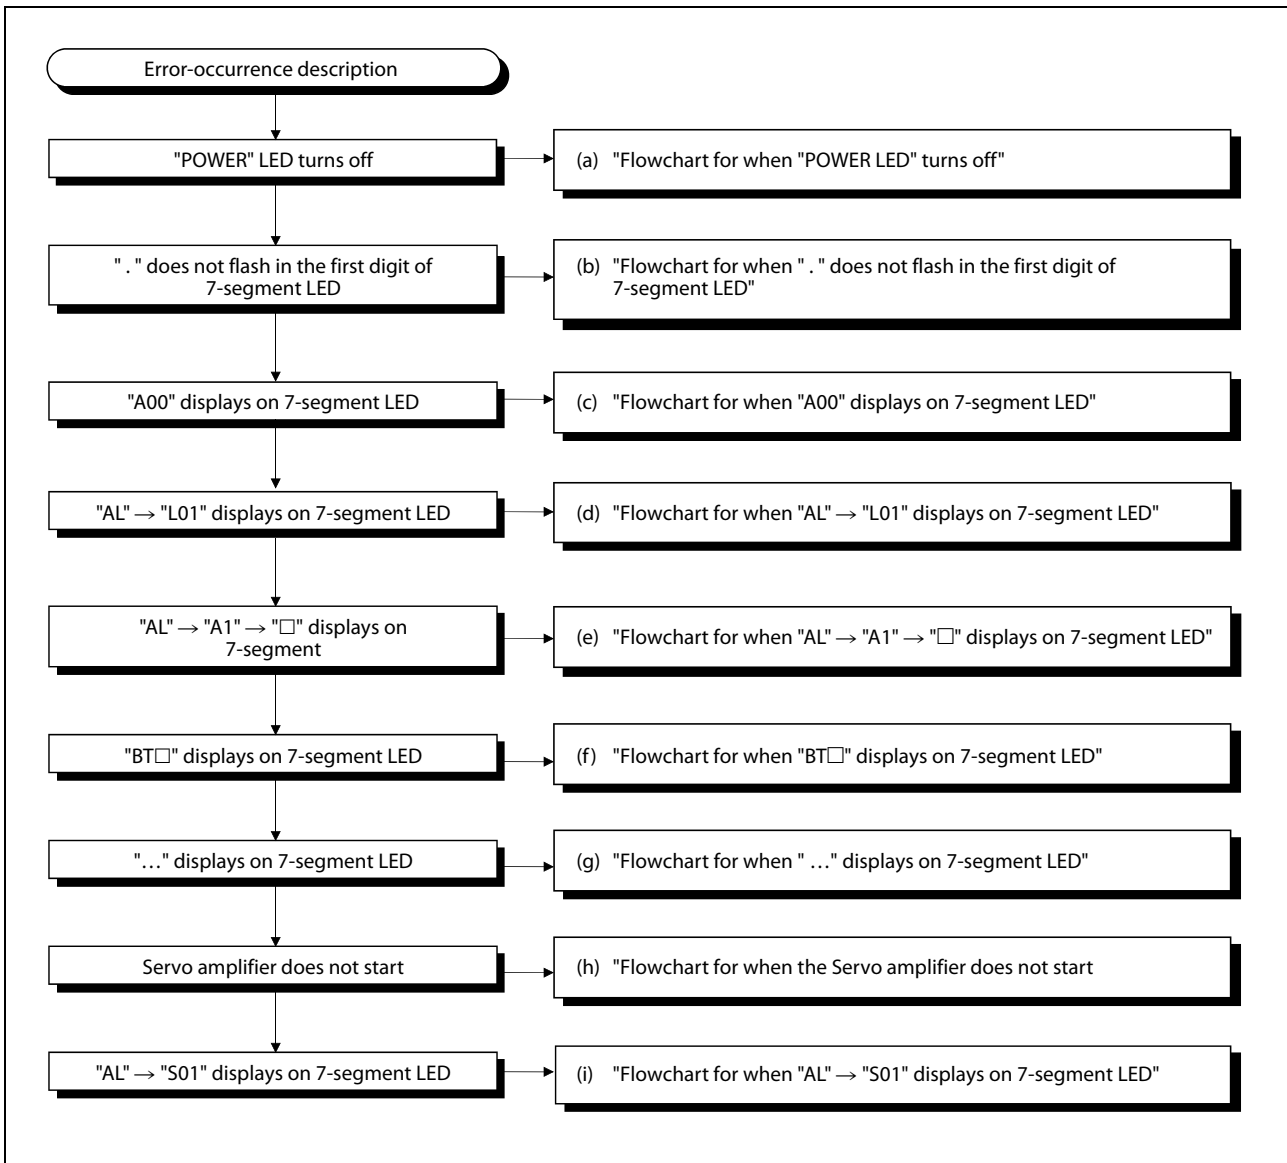 Error-occurrence description
"POWER" LED turns off
(a) "Flowchart for when "POWER LED" turns off"
" . " does not flash in the first digit of
7-segment LED
(b) "Flowchart for when " . " does not flash in the first digit of
7-segment LED"
"A00" displays on 7-segment LED
(c) "Flowchart for when "A00" displays on 7-segment LED"
"AL" → "L01" displays on 7-segment LED
(d) "Flowchart for when "AL" → "L01" displays on 7-segment LED"
"AL" → "A1" → "□" displays on
7-segment
(e) "Flowchart for when "AL" → "A1" → "□" displays on 7-segment LED"
"BT□" displays on 7-segment LED
(f) "Flowchart for when "BT□" displays on 7-segment LED"
"..." displays on 7-segment LED
(g) "Flowchart for when " ..." displays on 7-segment LED"
Servo amplifier does not start
(h) "Flowchart for when the Servo amplifier does not start
"AL" → "S01" displays on 7-segment LED
(i) "Flowchart for when "AL" → "S01" displays on 7-segment LED"